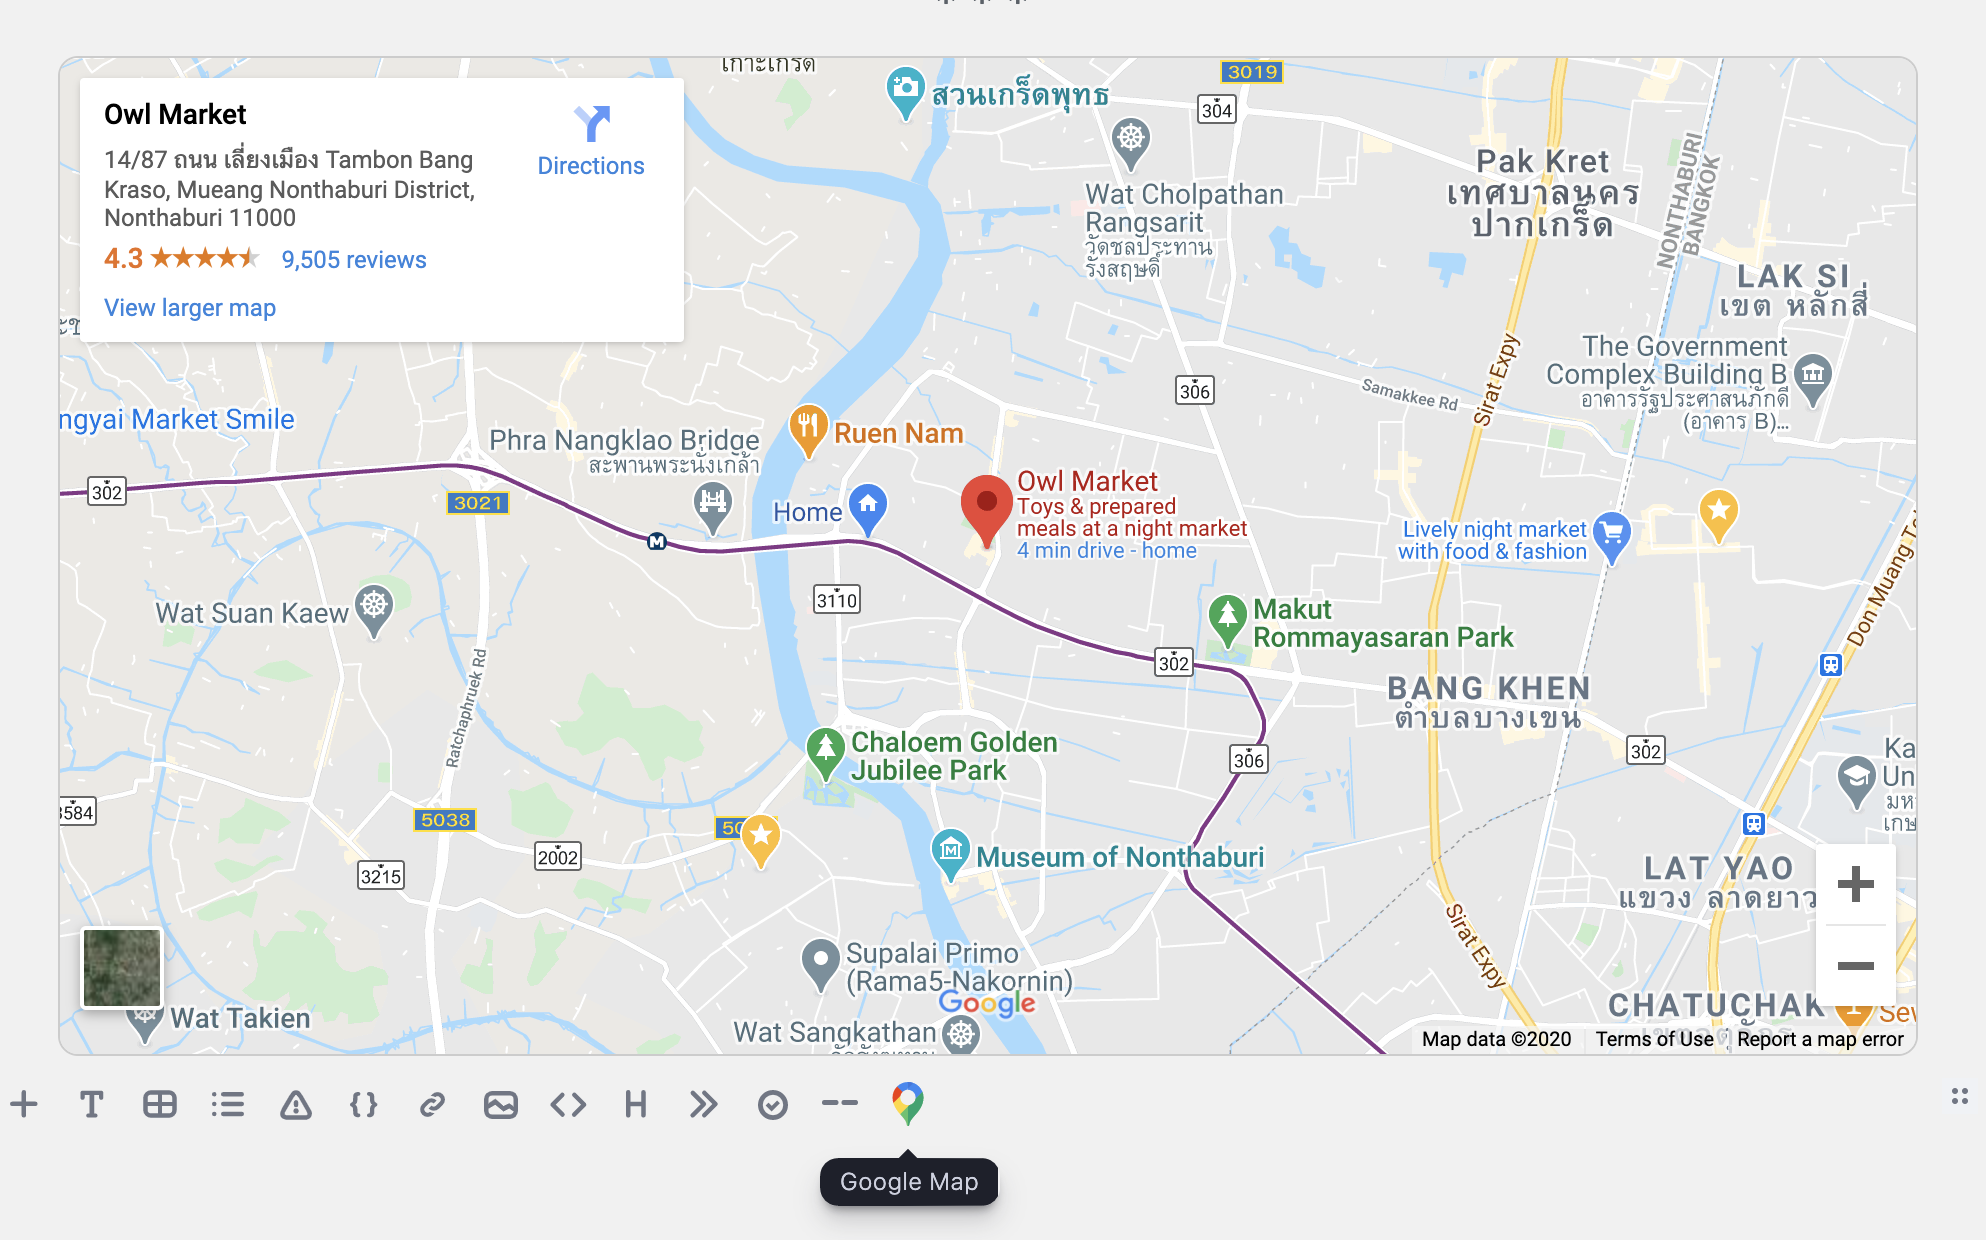 เกาะเกร็ด
Owl Market
14/87 ถนน เลี่ยงเมือง Tambon Bang
Kraso, Mueang Nonthaburi District,
Nonthaburi 11000
4.3
9,505 reviews
View larger map
Directions
สวนเกร็ดพุทธ
3019
304
Wat Cholpathan
Rangsarit
วัดชลประทาน
รังสฤษดิ์
Pak Kret
เทศบาลนคร
ปากเกร็ด
NONTHABURI
BANGKOK
LAK SI
เขต หลักสี่
The Government
Complex Building B
อาคารรัฐประศาสนภักดี
(อาคาร B)...
306
Samakkee Rd
Sirat Expy
ngyai Market Smile
Phra Nangklao Bridge
สะพานพระนั่งเกล้า
Ruen Nam
302
3021
Home
Owl Market
Toys & prepared
meals at a night market
4 min drive - home
Lively night market
with food & fashion
Don Muang To
M
3110
Wat Suan Kaew
Makut
Rommayasaran Park
302
BANG KHEN
ตำบลบางเขน
Ratchaphruek Rd
Chaloem Golden
Jubilee Park
306
302
Ka
Un
มห
เกษ
3584
5038
50
2002
3215
Museum of Nonthaburi
LAT YAO
แขวง ลาดยาว
Sirat Expy
Supalai Primo
(Rama5-Nakornin)
Google
Wat Takien
Wat Sangkathan
CHATUCHAK
Sev
Map data ©2020
Terms of Use
Report a map error
T
H
Google Map